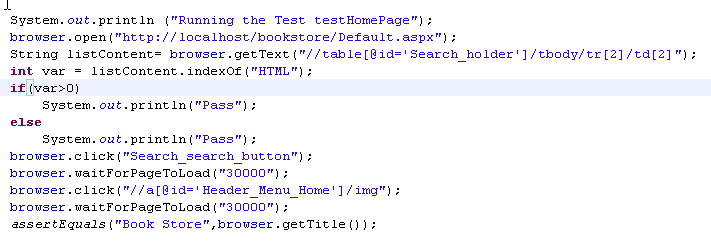 System.out.println ("Running the Test testHomePage");
browser.open("http://localhost/bookstore/Default.aspx");
String listContent= browser.getText("//table[@id='Search_holder']/tbody/tr[2]/td[2]");
int var = listContent.indexOf("HTML");
if(var>0)
System.out.println("Pass");
else
System.out.println("Pass");
browser.click("Search_search_button");
browser.waitForPageToLoad("30000");
browser.click("//a[@id='Header_Menu_Home']/img");
browser.waitForPageToLoad("30000");
assertEquals("Book Store",browser.getTitle());